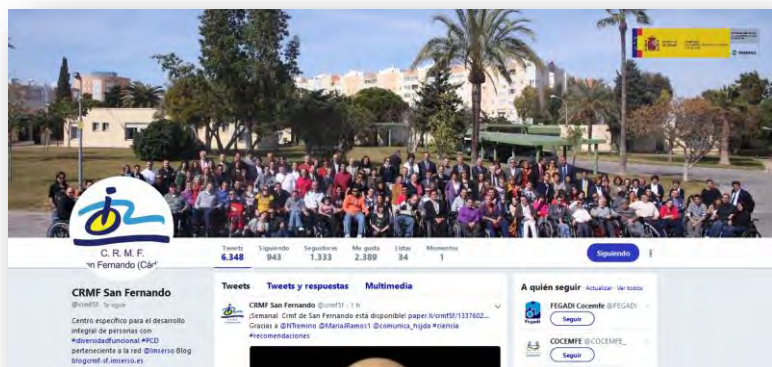 C. R. M. F.
an Fernando (Cád
Tweets Siguiendo Seguidores Me gusta Listas Momentos
6.348 943 1.333 2.389 34 1
Siguiendo
CRMF San Fernando
@crmfSf · Te sigue
Centro específico para el desarrollo
integral de personas con
#diversidadfuncional #PCD
perteneciente a la red @Imserso Blog
blogcrmf-sf.imserso.es
Tweets Tweets y respuestas Multimedia
CRMF San Fernando @crmfSf · 1 h
¡Semanal Crmf de San Fernando está disponible! paper.li/crmfSf/1337602...
Gracias a @NTremino @MariaJRamos1 @comunica_hsjda #ciencia
#recomendaciones
A quién seguir Actualizar · Ver todos
FEGADI Cocemfe @FEGADI
Fegadi
Seguir
COCEMFE @COCEMFE_
Seguir